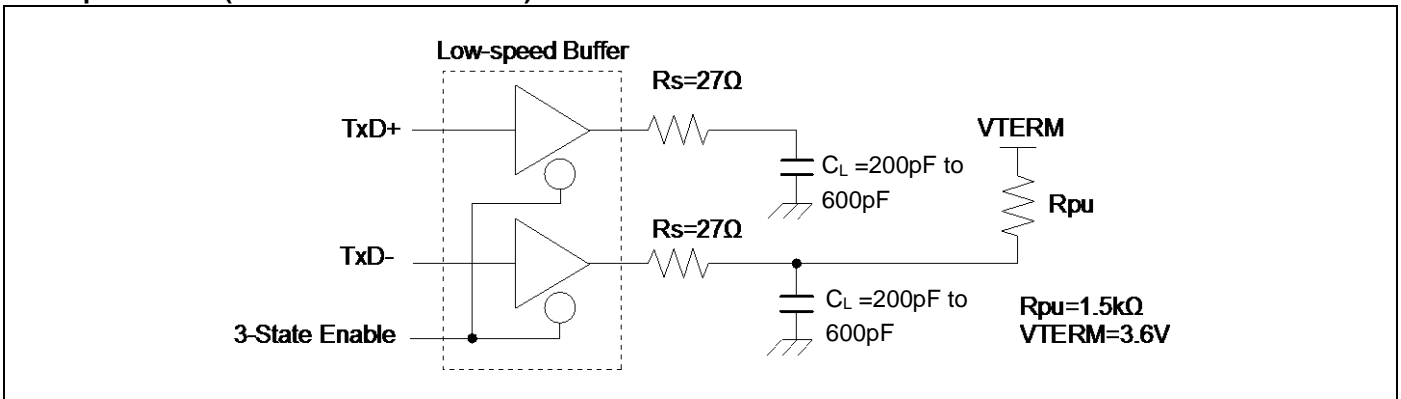 Low-speed Buffer
Rs=27Ω
TxD+
VTERM
CL =200pF to
600pF
Rpu
Rs=27Ω
TxD-
CL =200pF to
600pF
Rpu=1.5kΩ
VTERM=3.6V
3-State Enable